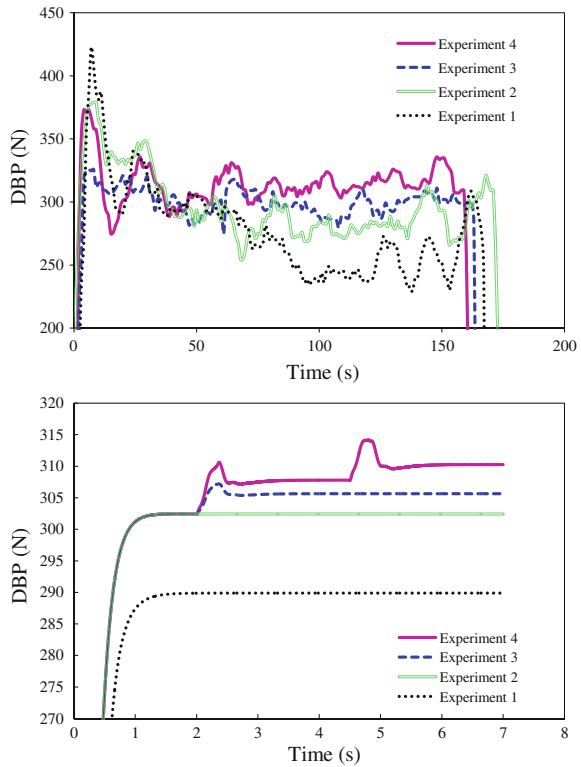 450
400
350
300
250
200
DBP (N)
Experiment 4
Experiment 3
Experiment 2
Experiment 1
0
50
100
150
200
Time (s)
320
315
310
305
300
295
290
285
280
275
270
DBP (N)
Experiment 4
Experiment 3
Experiment 2
Experiment 1
0
1
2
3
4
5
6
7
8
Time (s)